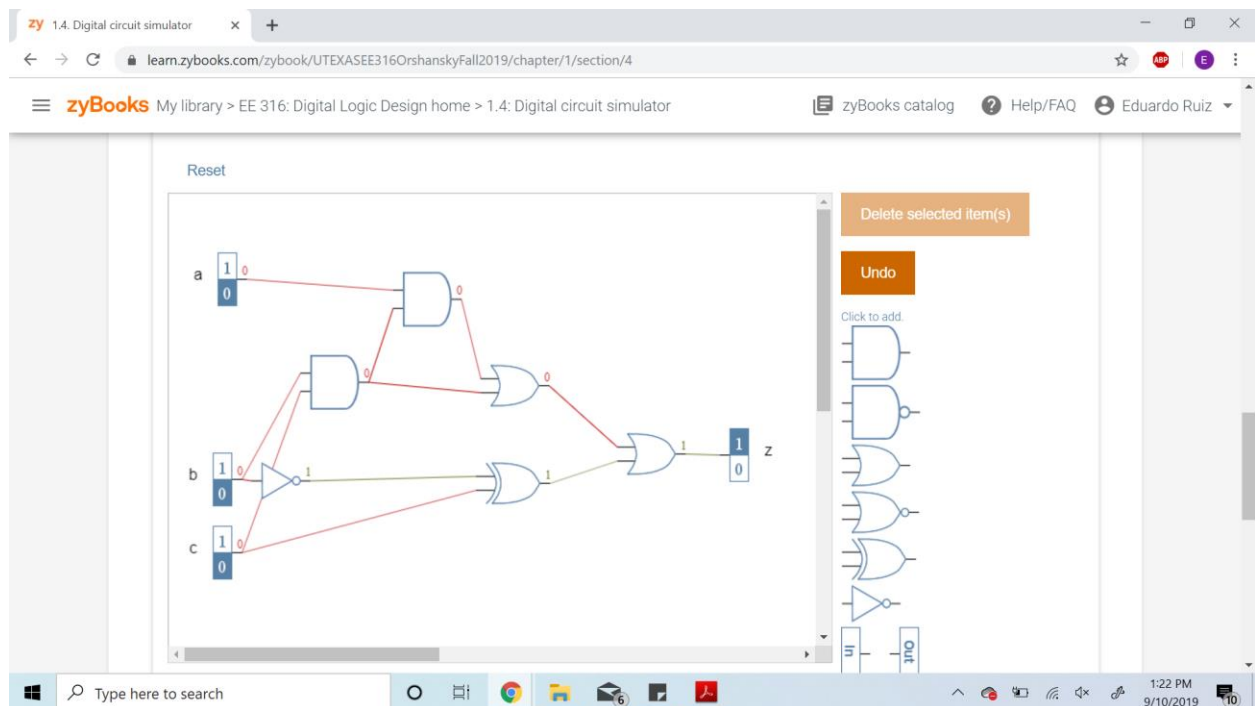 zy 1.4. Digital circuit simulator
learn.zybooks.com/zybook/UTEXASEE316OrshanskyFall2019/chapter/1/section/4
ABP
E
zyBooks My library > EE 316: Digital Logic Design home > 1.4: Digital circuit simulator
zyBooks catalog
? Help/FAQ
Eduardo Ruiz
Reset
Delete selected item(s)
Undo
Click to add.
a 1 0
0
0
0
0
b 1 0
0
1
c 1 0
0
1
1
1 z
0
In
Out
Type here to search
6
1:22 PM
9/10/2019
10